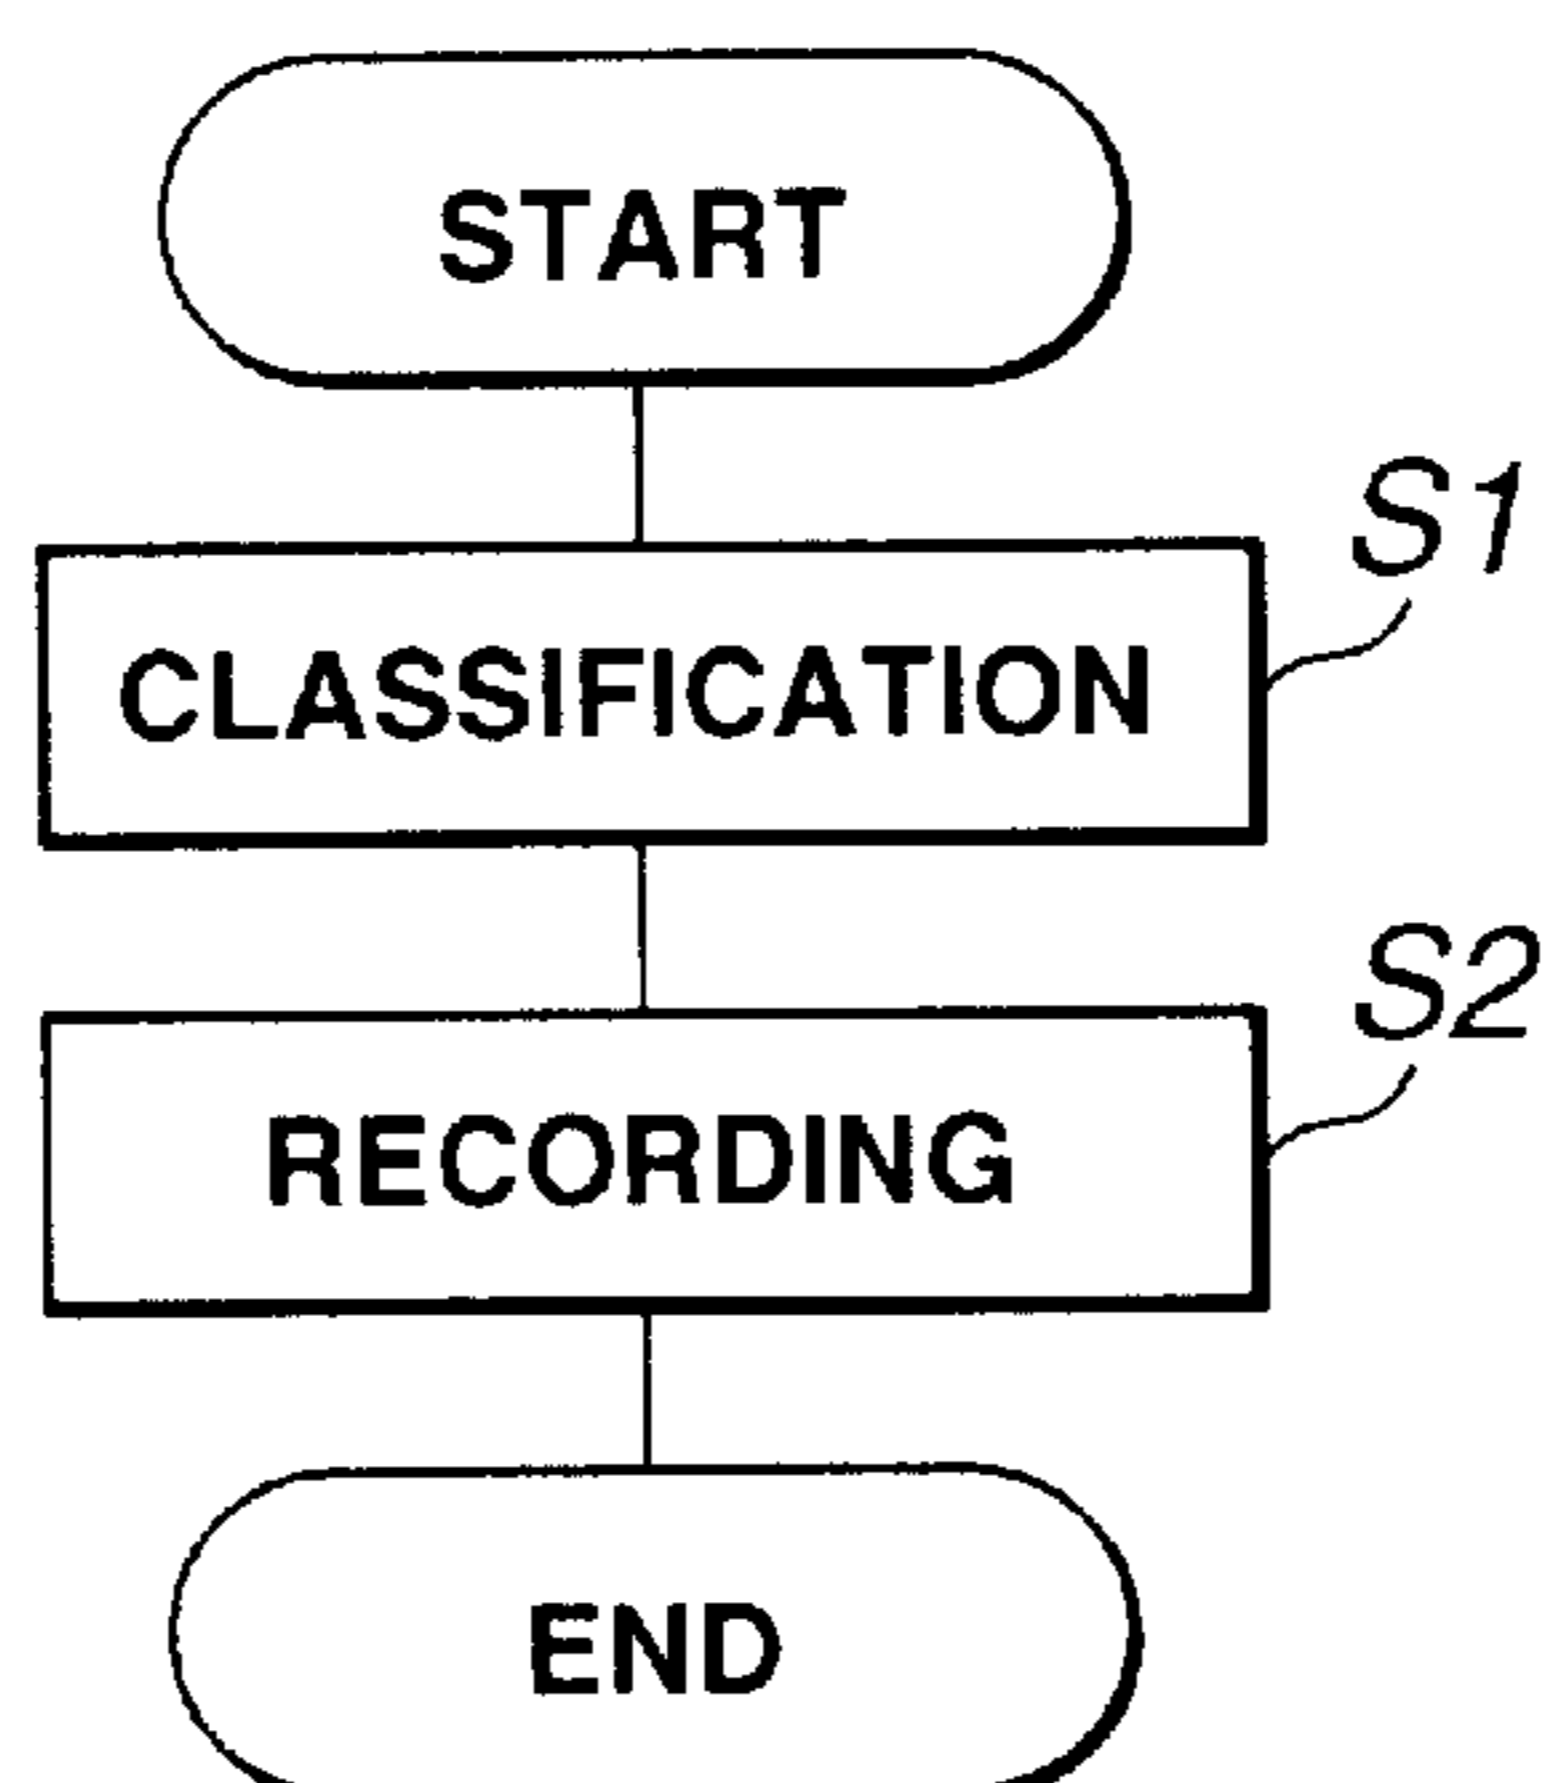 START
S1
CLASSIFICATION
S2
RECORDING
END